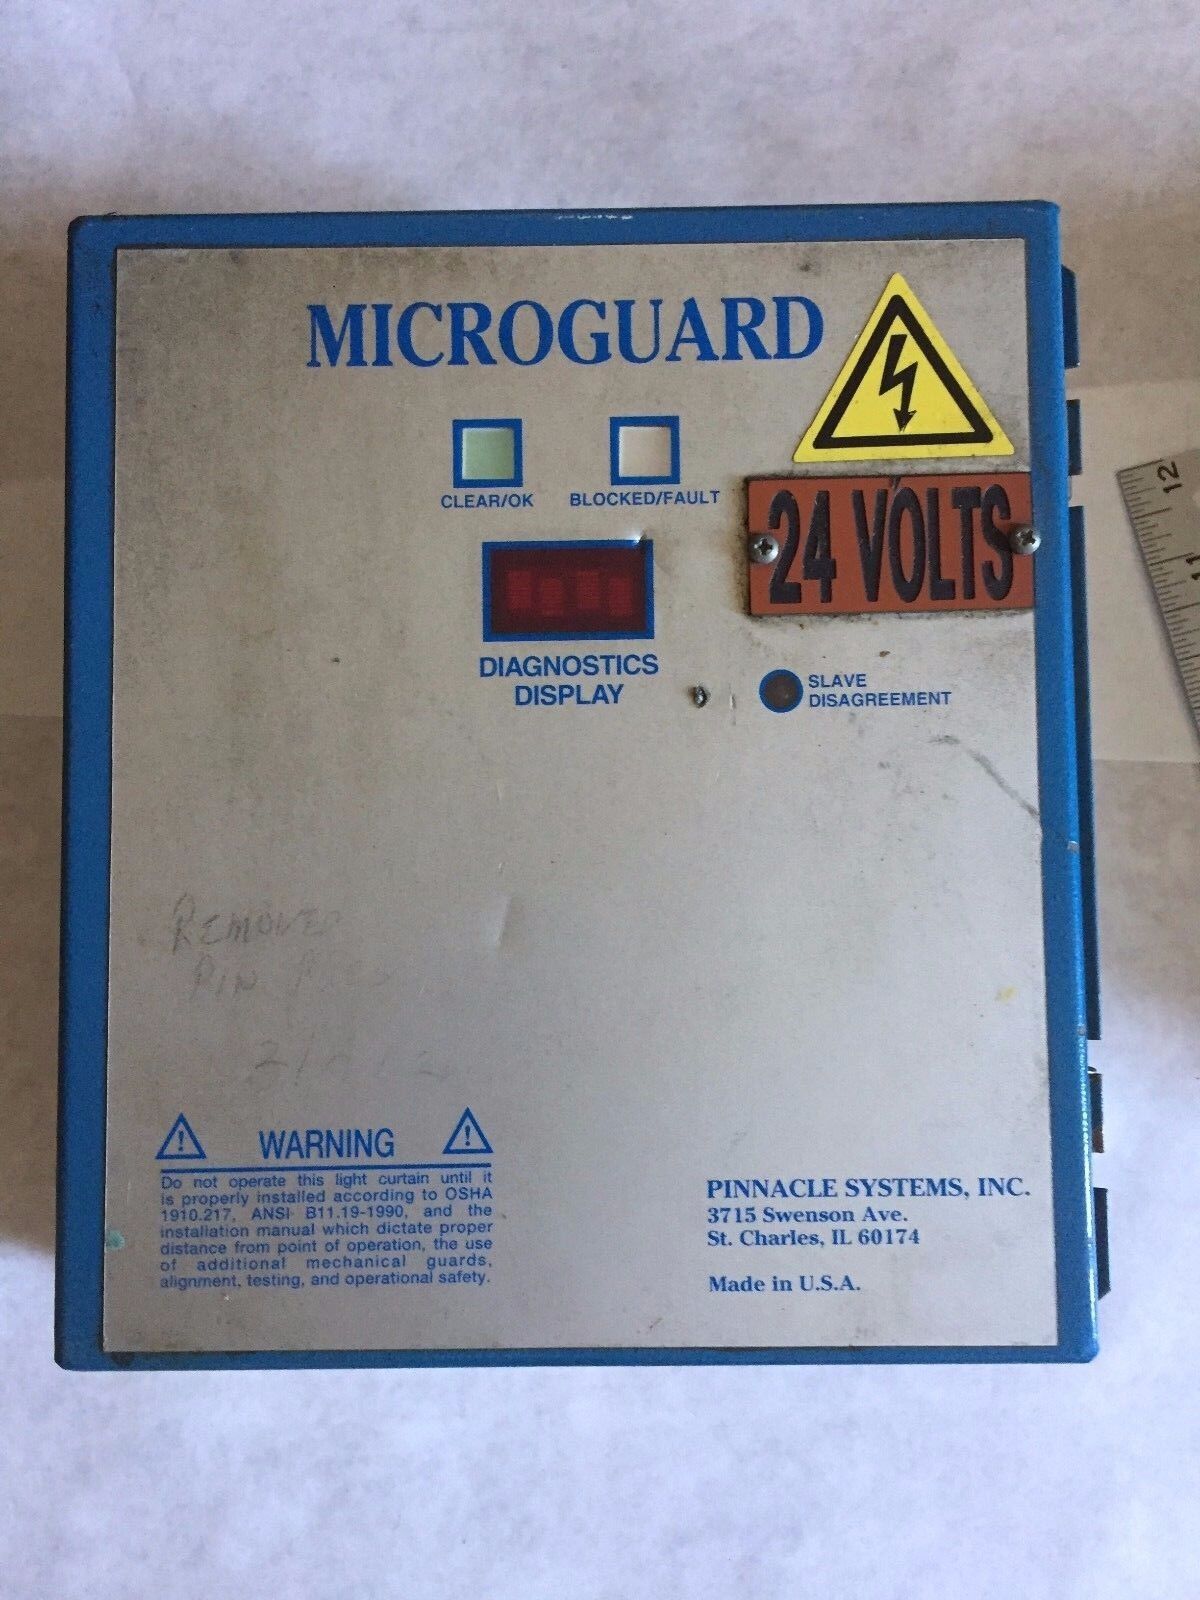 MICROGUARD
CLEAR/OK
BLOCKED/FAULT
24 VOLTS
DIAGNOSTICS
DISPLAY
SLAVE
DISAGREEMENT
12
11
PIN
WARNING
Do not operate this light curtain until it
is properly installed according to OSHA
1910.217, ANSI B11.19-1990, and the
installation manual which dictate proper
distance from point of operation, the use
of additional mechanical guards,
alignment, testing, and operational safety.
PINNACLE SYSTEMS, INC.
3715 Swenson Ave.
St. Charles, IL 60174
Made in U.S.A.